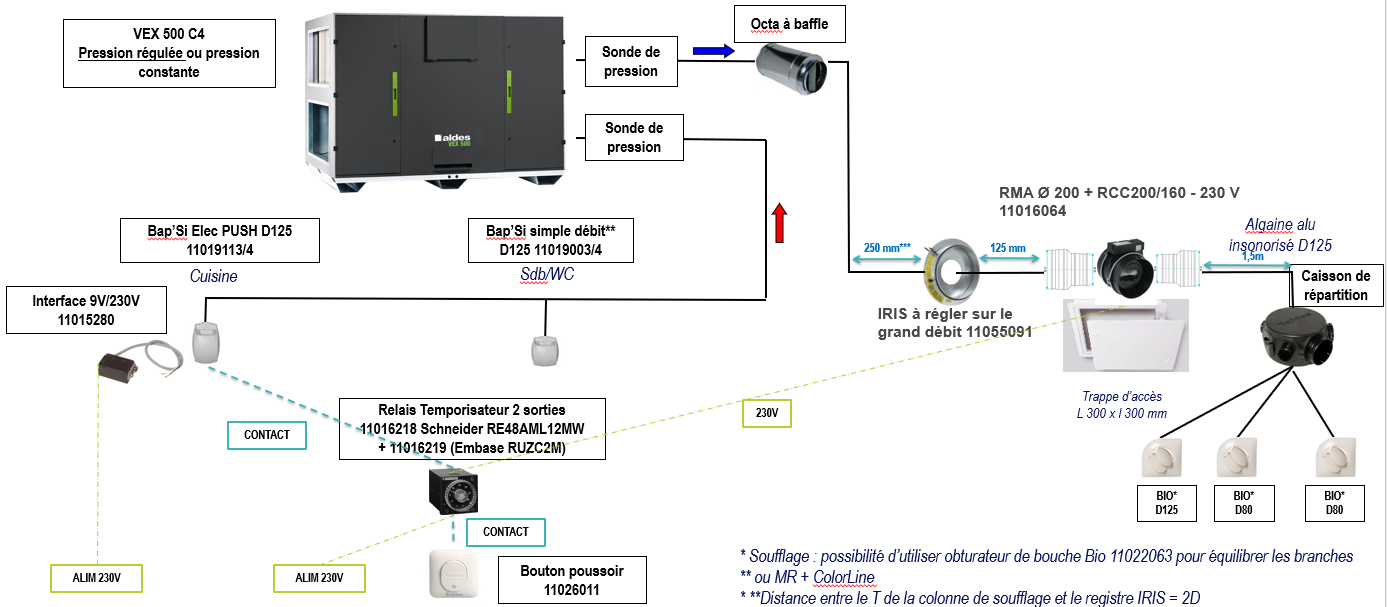 VEX 500 C4
Pression régulée ou pression
constante
aldes
VEX 500
Sonde de
pression
Octa à baffle
Sonde de
pression
RMA Ø 200 + RCC200/160 - 230 V
11016064
Bap’Si Elec PUSH D125
11019113/4
Cuisine
Bap’Si simple débit**
D125 11019003/4
Sdb/WC
250 mm***
125 mm
Algaine alu
insonorisé D125
1,5m
Caisson de
répartition
Interface 9V/230V
11015280
IRIS à régler sur le
grand débit 11055091
Trappe d’accès
L 300 x l 300 mm
Relais Temporisateur 2 sorties
11016218 Schneider RE48AML12MW
+ 11016219 (Embase RUZC2M)
230V
CONTACT
BIO*
D125
BIO*
D80
BIO*
D80
CONTACT
ALIM 230V
ALIM 230V
Bouton poussoir
11026011
* Soufflage : possibilité d’utiliser obturateur de bouche Bio 11022063 pour équilibrer les branches
** ou MR + ColorLine
* **Distance entre le T de la colonne de soufflage et le registre IRIS = 2D